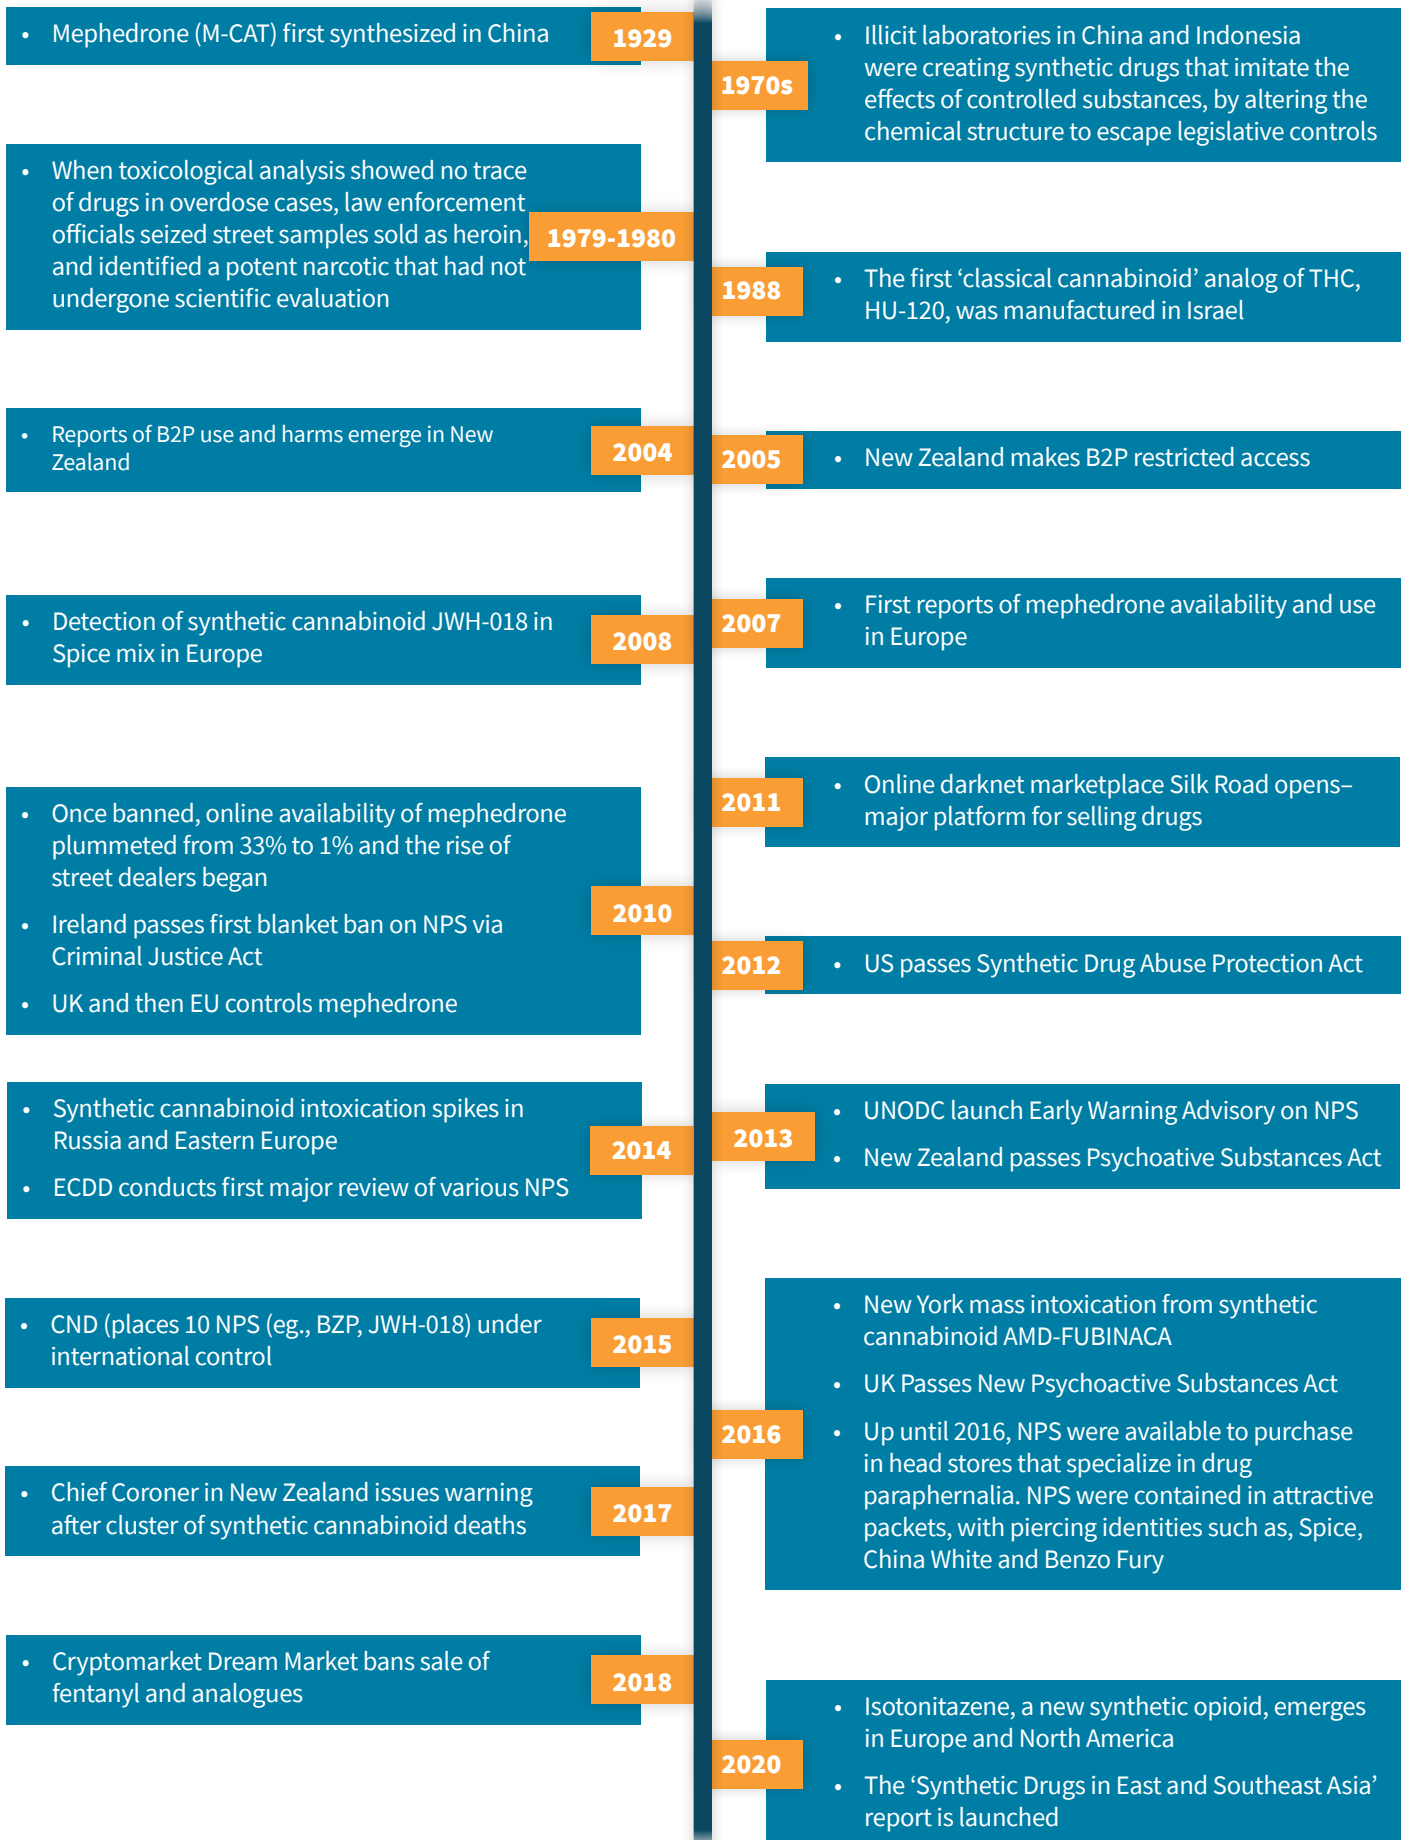 • Mephedrone (M-CAT) first synthesized in China
1929
1970s
• Illicit laboratories in China and Indonesia
were creating synthetic drugs that imitate the
effects of controlled substances, by altering the
chemical structure to escape legislative controls
• When toxicological analysis showed no trace
of drugs in overdose cases, law enforcement
officials seized street samples sold as heroin,
and identified a potent narcotic that had not
undergone scientific evaluation
1979-1980
1988
• The first ‘classical cannabinoid’ analog of THC,
HU-120, was manufactured in Israel
• Reports of B2P use and harms emerge in New
Zealand
2004
2005
• New Zealand makes B2P restricted access
2007
• First reports of mephedrone availability and use
in Europe
• Detection of synthetic cannabinoid JWH-018 in
Spice mix in Europe
2008
2011
• Online darknet marketplace Silk Road opens–
major platform for selling drugs
• Once banned, online availability of mephedrone
plummeted from 33% to 1% and the rise of
street dealers began
• Ireland passes first blanket ban on NPS via
Criminal Justice Act
• UK and then EU controls mephedrone
2010
2012
• US passes Synthetic Drug Abuse Protection Act
• Synthetic cannabinoid intoxication spikes in
Russia and Eastern Europe
• ECDD conducts first major review of various NPS
2014
2013
• UNODC launch Early Warning Advisory on NPS
• New Zealand passes Psychoative Substances Act
• CND (places 10 NPS (eg., BZP, JWH-018) under
international control
2015
2016
• New York mass intoxication from synthetic
cannabinoid AMD-FUBINACA
• UK Passes New Psychoactive Substances Act
• Up until 2016, NPS were available to purchase
in head stores that specialize in drug
paraphernalia. NPS were contained in attractive
packets, with piercing identities such as, Spice,
China White and Benzo Fury
• Chief Coroner in New Zealand issues warning
after cluster of synthetic cannabinoid deaths
2017
• Cryptomarket Dream Market bans sale of
fentanyl and analogues
2018
2020
• Isotonitazene, a new synthetic opioid, emerges
in Europe and North America
• The ‘Synthetic Drugs in East and Southeast Asia’
report is launched